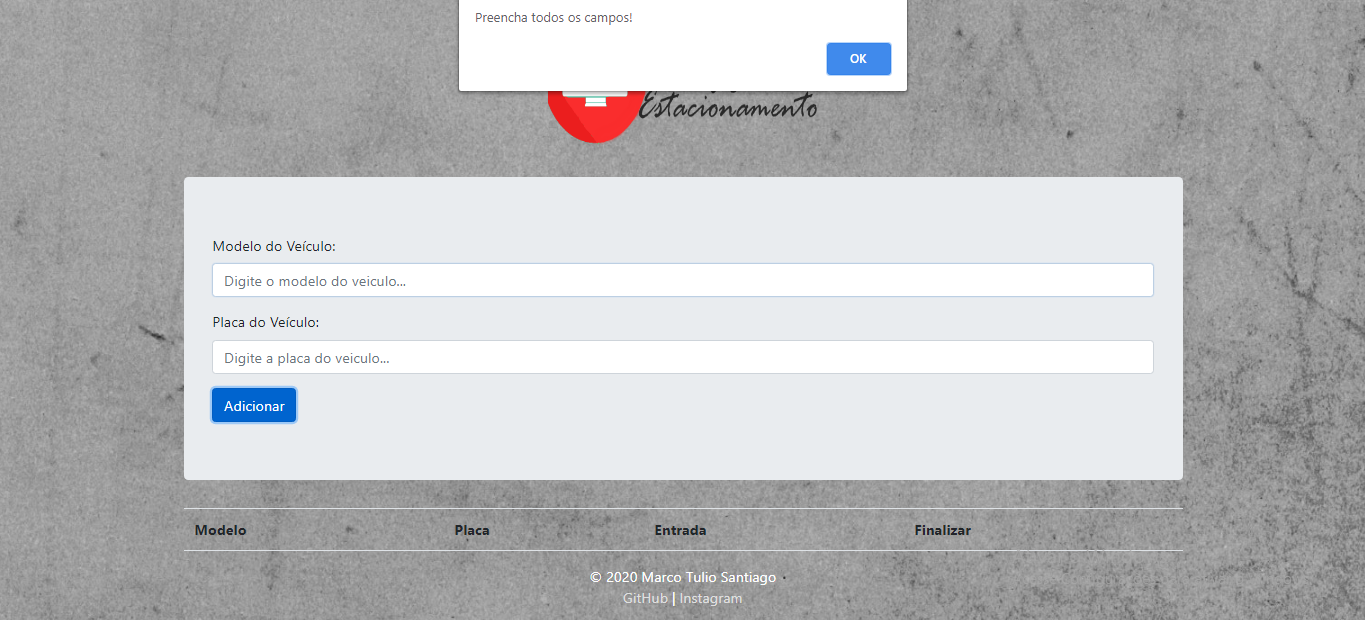 Preencha todos os campos!
OK
Estacionamento
Modelo do Veículo:
Digite o modelo do veiculo...
Placa do Veículo:
Digite a placa do veiculo...
Adicionar
Modelo Placa Entrada Finalizar
© 2020 Marco Tulio Santiago ·
GitHub | Instagram